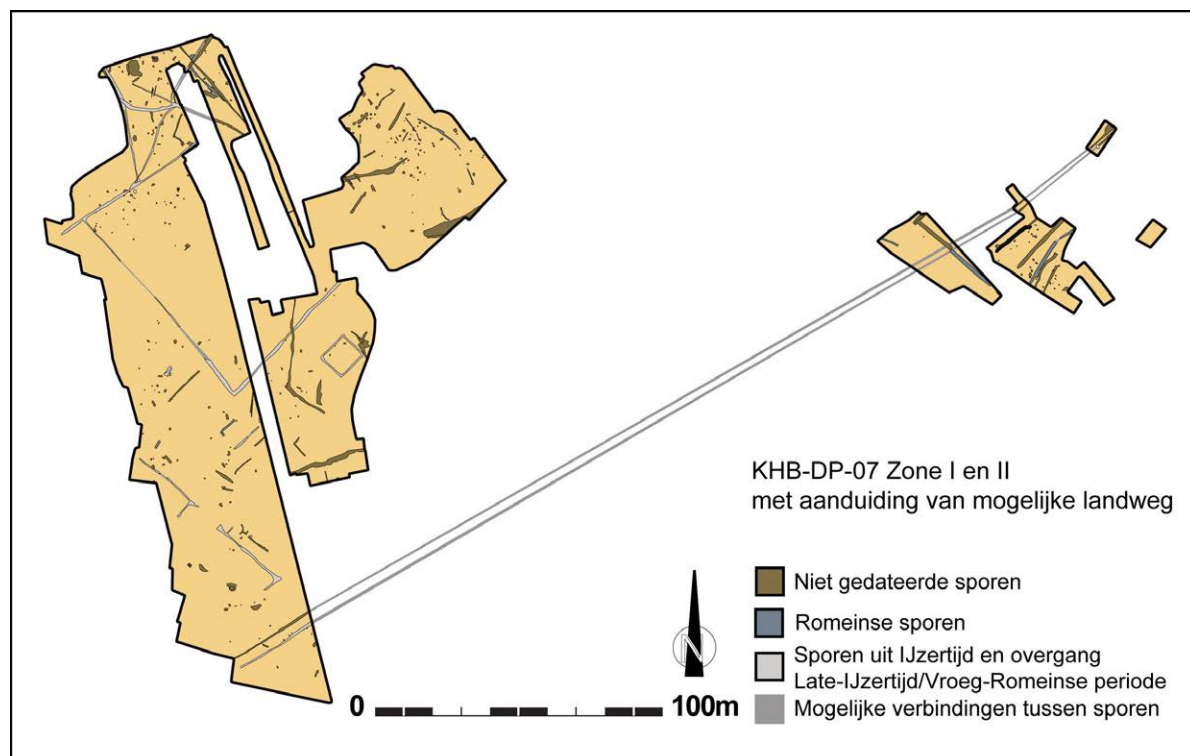 KHB-DP-07 Zone I en II
met aanduiding van mogelijke landweg
Niet gedateerde sporen
Romeinse sporen
Sporen uit IJzertijd en overgang
Late-IJzertijd/Vroeg-Romeinse periode
Mogelijke verbindingen tussen sporen
N
0 100m